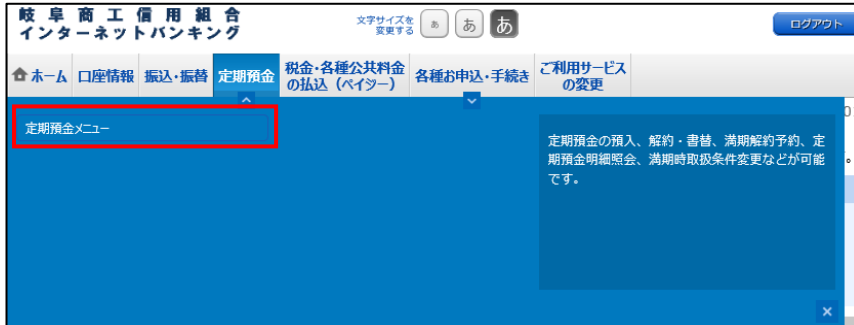 岐阜商工信用組合
インターネットバンキング
文字サイズを
変更する
あ あ あ
ログアウト
ホーム 口座情報 振込・振替 定期預金
税金・各種公共料金
の払込（ペイジー）
各種お申込・手続き
ご利用サービス
の変更
定期預金メニュー
定期預金の預入、解約・書替、満期解約予約、定
期預金明細照会、満期時取扱条件変更などが可能
です。